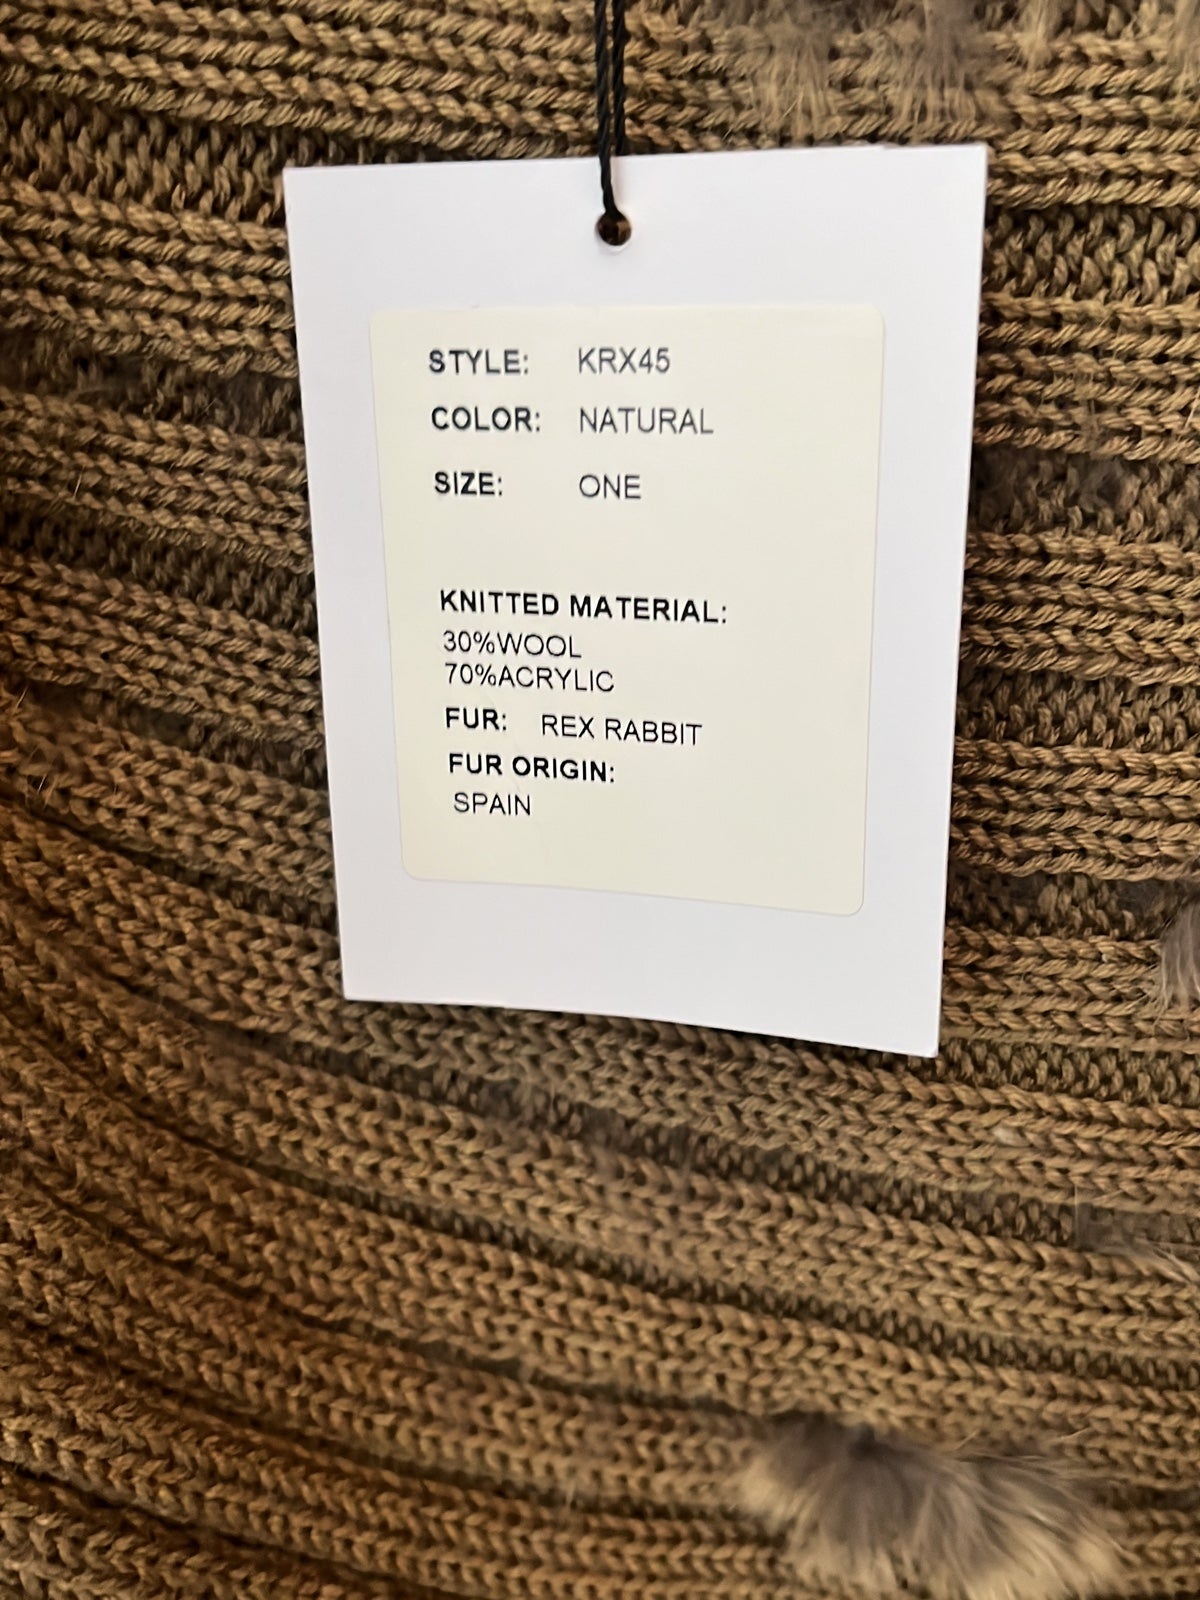 STYLE: KRX45
COLOR: NATURAL
SIZE: ONE
KNITTED MATERIAL:
30%WOOL
70%ACRYLIC
FUR: REX RABBIT
FUR ORIGIN:
SPAIN